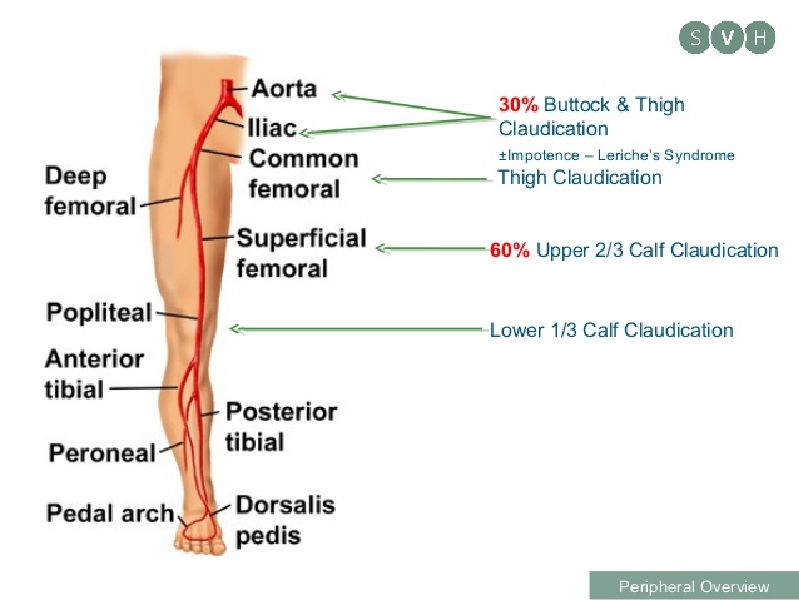 S V H
Aorta
Iliac
Common
femoral
Deep
femoral
Superficial
femoral
Popliteal
Anterior
tibial
Posterior
tibial
Peroneal
Pedal arch
Dorsalis
pedis
30% Buttock & Thigh
Claudication
±Impotence – Leriche's Syndrome
Thigh Claudication
60% Upper 2/3 Calf Claudication
Lower 1/3 Calf Claudication
Peripheral Overview